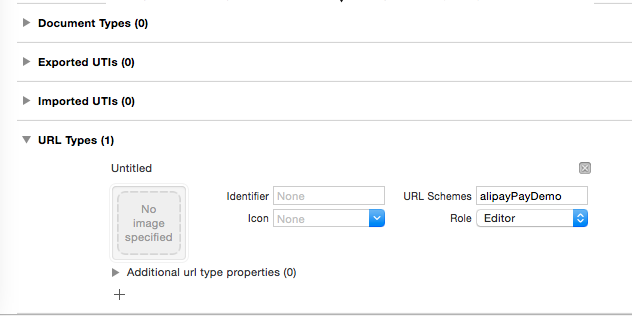 Document Types (0)
Exported UTIs (0)
Imported UTIs (0)
URL Types (1)
Untitled
No
image
specified
Identifier None
URL Schemes alipayPayDemo
Icon None
Role Editor
Additional url type properties (0)